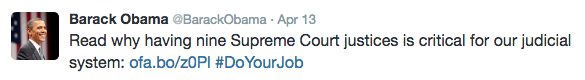 Barack Obama @BarackObama · Apr 13
Read why having nine Supreme Court justices is critical for our judicial
system: ofa.bo/z0Pl #DoYourJob